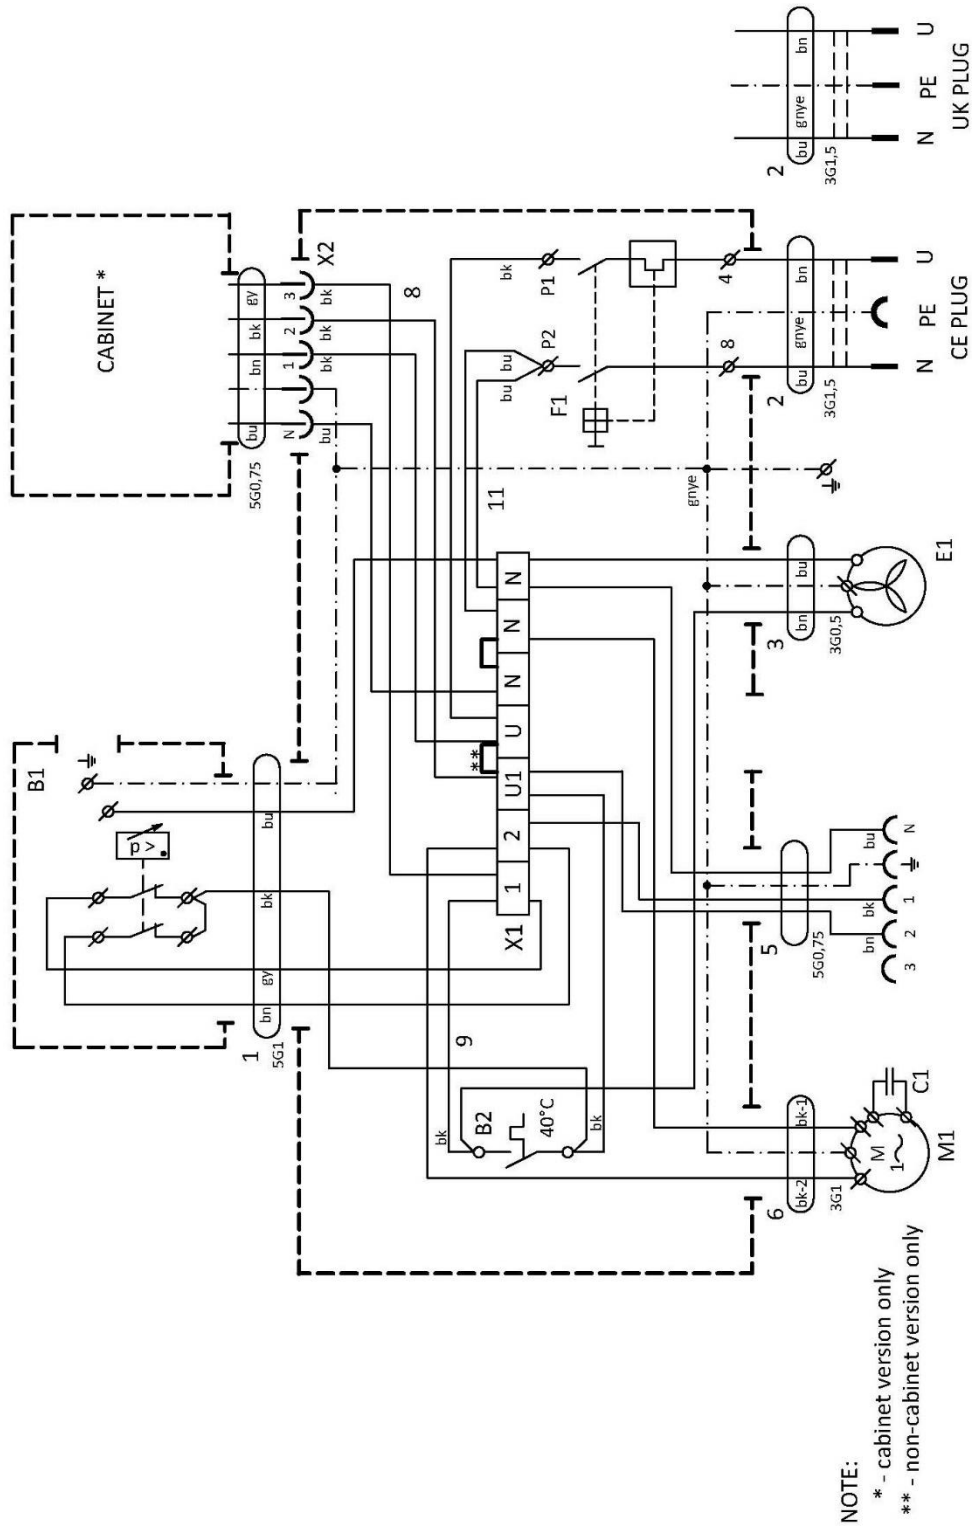 CABINET *
bu
bn
bk
gy
5G0,75
N
1
2
3
X2
bu
bk
bk
bk
8
B1
p >
bn
gy
bk
bu
1
5G1
9
11
X1
1
2
U1
U
N
N
N
**
bk
B2
40°C
bk
bu
bu
bk
P2
P1
F1
8
4
gnye
6
bk-2
bk-1
3G1
M
1~
M1
C1
5
5G0,75
bn
bk
bu
3
2
1
N
3
bn
bu
3G0,5
E1
2
bu
gnye
bn
3G1,5
N
PE
U
CE PLUG
2
bu
gnye
bn
3G1,5
N
PE
U
UK PLUG
NOTE:
* - cabinet version only
** - non-cabinet version only